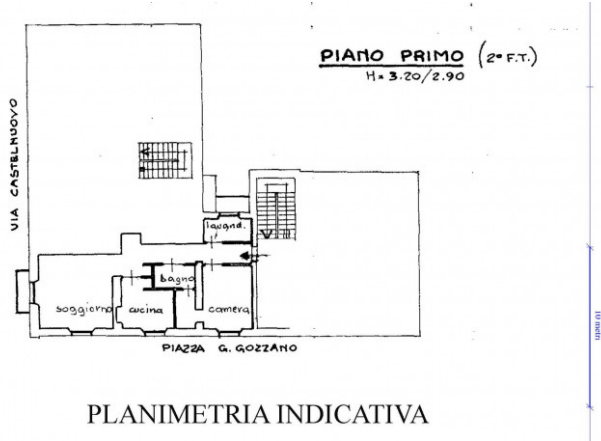 PIANO PRIMO (2° F.T.)
H = 3.20/2.90
VIA CASTELNUOVO
lavand.
bagno
soggiorno
cucina
camera
PIAZZA G. GOZZANO
10 metri
PLANIMETRIA INDICATIVA